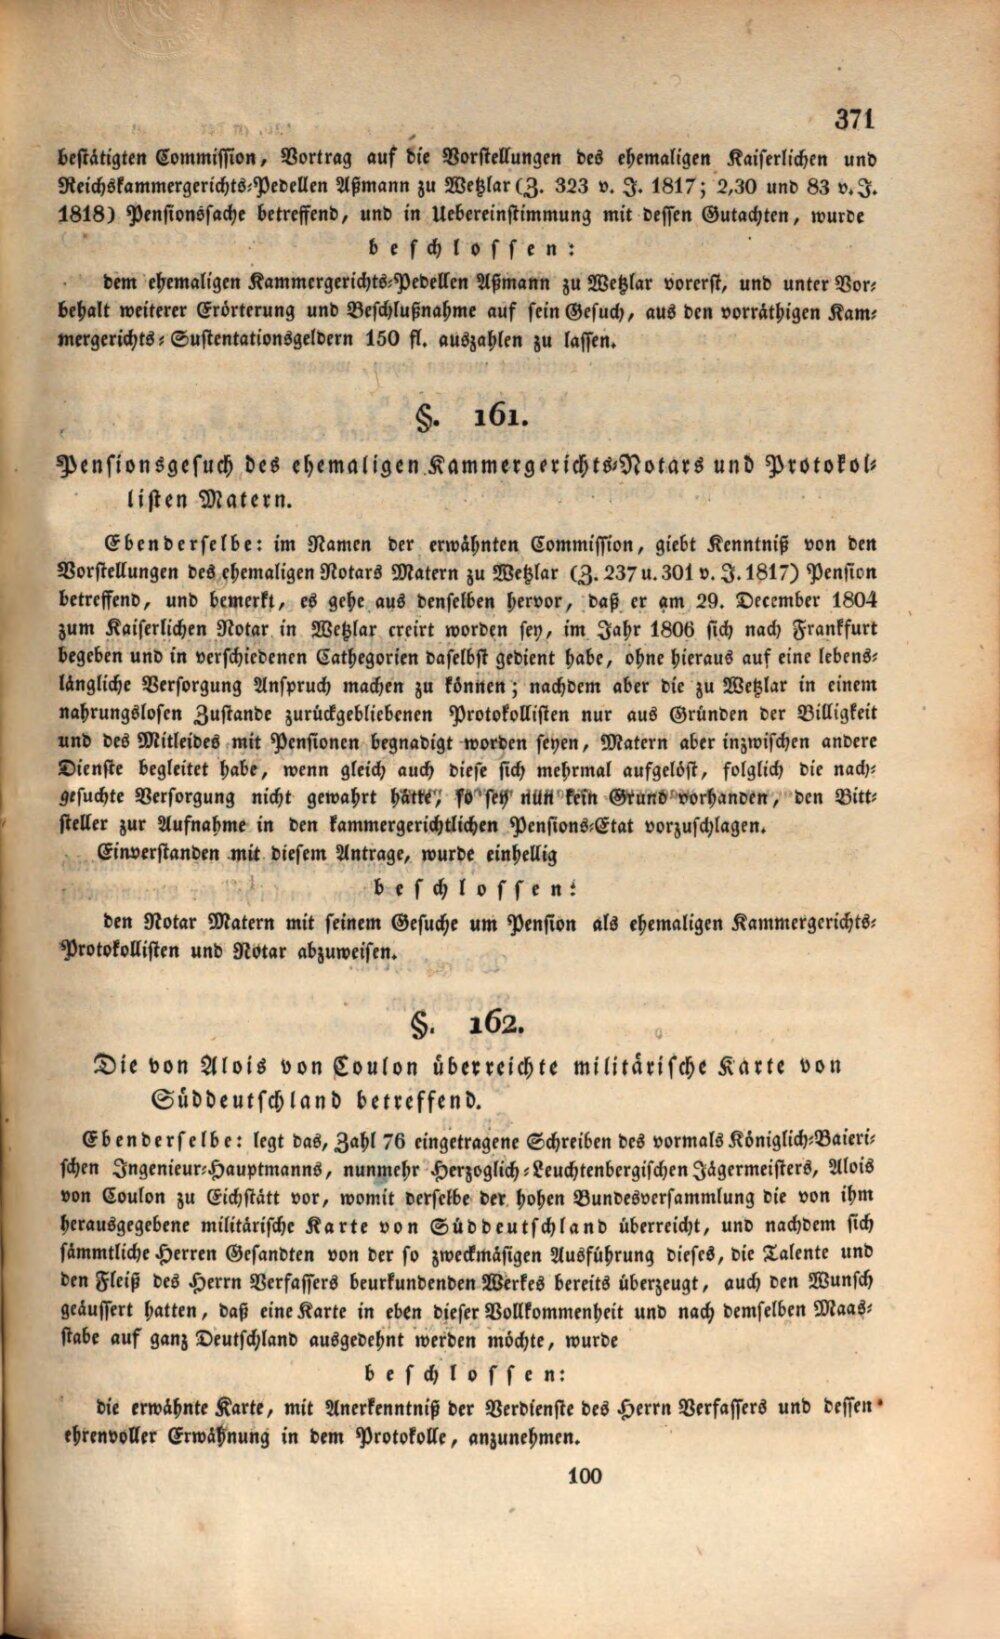 371
bestätigten Commission, Vortrag auf die Vorstellungen des ehemaligen Kaiserlichen und
Reichskammergerichts-Pedellen Aßmann zu Wetzlar (Z. 323 v. J. 1817; 2,30 und 83 v. J.
1818) Pensionssache betreffend, und in Uebereinstimmung mit dessen Gutachten, wurde
beschlossen:
dem ehemaligen Kammergerichts-Pedellen Aßmann zu Wetzlar vorerst, und unter Vor-
behalt weiterer Erörterung und Beschlußnahme auf sein Gesuch, aus den vorräthigen Kam-
mergerichts-Sustentationsgeldern 150 fl. auszahlen zu lassen.
§. 161.
Pensionsgesuch des ehemaligen Kammergerichts-Notars und Protokol-
listen Matern.
Ebenderselbe: im Namen der erwähnten Commission, giebt Kenntniß von den
Vorstellungen des ehemaligen Notars Matern zu Wetzlar (Z. 237 u. 301 v. J. 1817) Pension
betreffend, und bemerkt, es gehe aus denselben hervor, daß er am 29. December 1804
zum Kaiserlichen Notar in Wetzlar creirt worden sey, im Jahr 1806 sich nach Frankfurt
begeben und in verschiedenen Cathegorien daselbst gedient habe, ohne hieraus auf eine lebens-
längliche Versorgung Anspruch machen zu können; nachdem aber die zu Wetzlar in einem
nahrungslosen Zustande zurückgebliebenen Protokollisten nur aus Gründen der Billigkeit
und des Mitleides mit Pensionen begnadigt worden seyen, Matern aber inzwischen andere
Dienste begleitet habe, wenn gleich auch diese sich mehrmal aufgelöst, folglich die nach-
gesuchte Versorgung nicht gewahrt hätte, so sey nun kein Grund vorhanden, den Bitt-
steller zur Aufnahme in den kammergerichtlichen Pensions-Etat vorzuschlagen.
Einverstanden mit diesem Antrage, wurde einhellig
beschlossen:
den Notar Matern mit seinem Gesuche um Pension als ehemaligen Kammergerichts-
Protokollisten und Notar abzuweisen.
§. 162.
Die von Alois von Coulon überreichte militärische Karte von
Süddeutschland betreffend.
Ebenderselbe: legt das, Zahl 76 eingetragene Schreiben des vormals Königlich-Baieri-
schen Ingenieur-Hauptmanns, nunmehr Herzoglich-Leuchtenbergischen Jägermeisters, Alois
von Coulon zu Eichstätt vor, womit derselbe der hohen Bundesversammlung die von ihm
herausgegebene militärische Karte von Süddeutschland überreicht, und nachdem sich
sämmtliche Herren Gesandten von der so zweckmäsigen Ausführung dieses, die Talente und
den Fleiß des Herrn Verfassers beurkundenden Werkes bereits überzeugt, auch den Wunsch
geäussert hatten, daß eine Karte in eben dieser Vollkommenheit und nach demselben Maas-
stabe auf ganz Deutschland ausgedehnt werden möchte, wurde
beschlossen:
die erwähnte Karte, mit Anerkenntniß der Verdienste des Herrn Verfassers und dessen
ehrenvoller Erwähnung in dem Protokolle, anzunehmen.
100